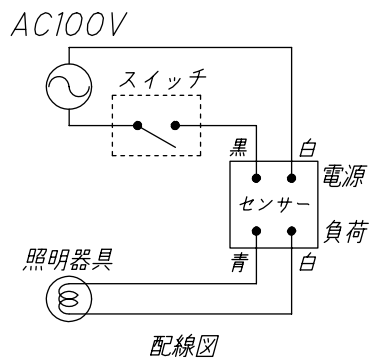 AC100V
スイッチ
黒 白
電源
センサー
負荷
青 白
照明器具
配線図